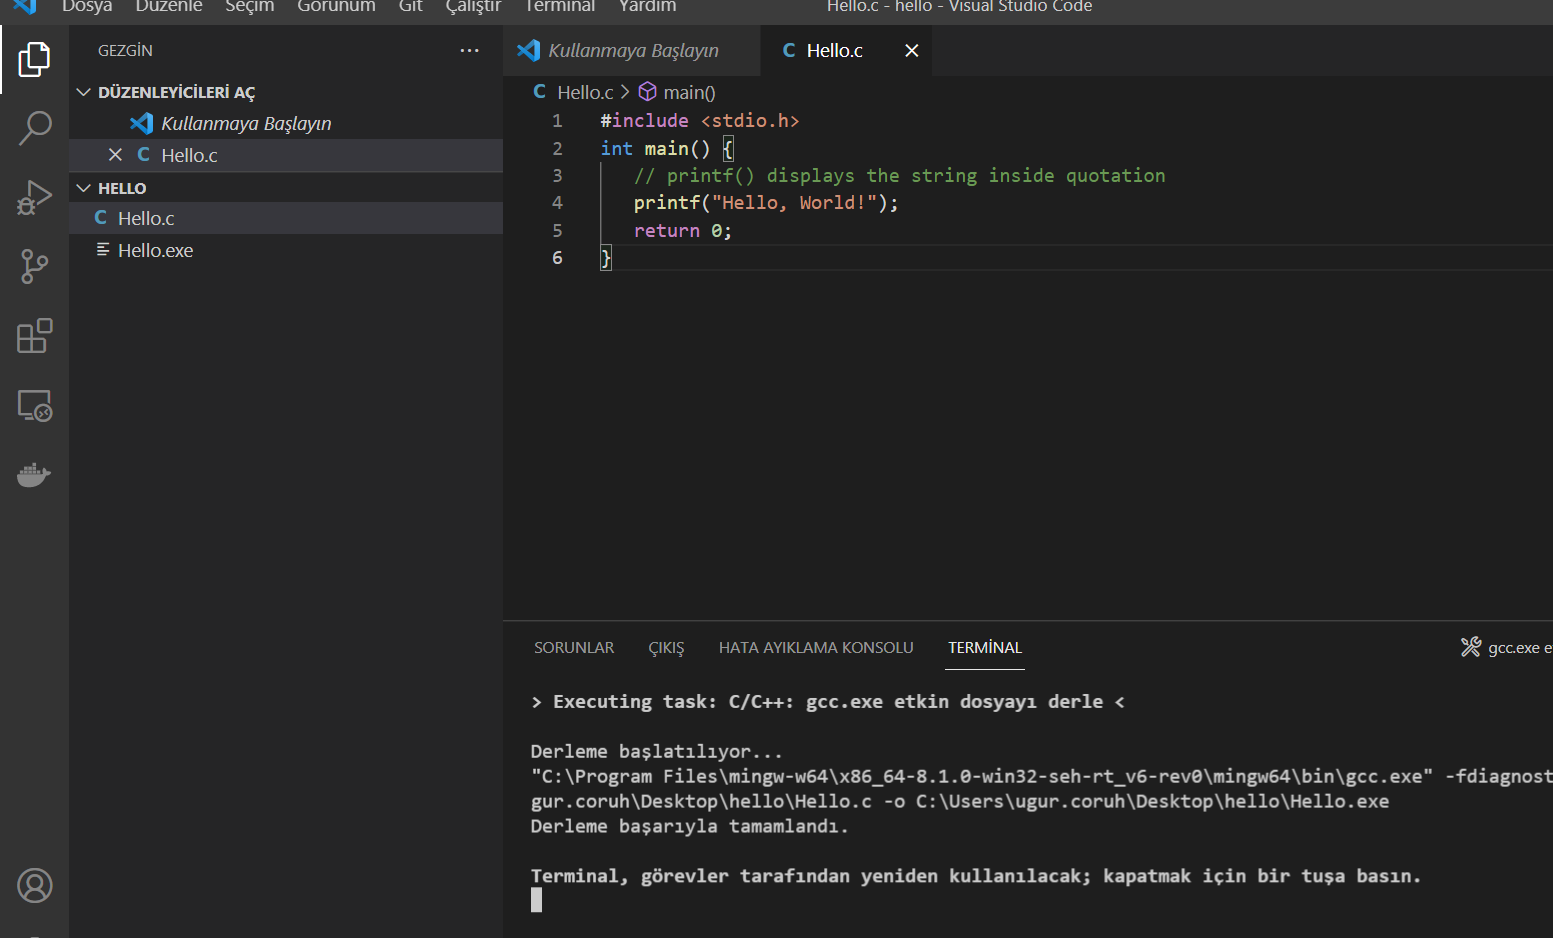 Dosya Düzenle Seçim Görünüm Git Çalıştır Terminal Yardım Hello.c - hello - Visual Studio Code
GEZGİN
DÜZENLEYİCİLERİ AÇ
Kullanmaya Başlayın
Hello.c
HELLO
C Hello.c
Hello.exe
Kullanmaya Başlayın
C Hello.c
C Hello.c > main()
1 #include <stdio.h>
2 int main() {
3 // printf() displays the string inside quotation
4 printf("Hello, World!");
5 return 0;
6 }
SORUNLAR ÇIKIŞ HATA AYIKLAMA KONSOLU TERMİNAL gcc.exe e
> Executing task: C/C++: gcc.exe etkin dosyayı derle <
Derleme başlatılıyor...
"C:\Program Files\mingw-w64\x86_64-8.1.0-win32-seh-rt_v6-rev0\mingw64\bin\gcc.exe" -fdiagnost
gur.coruh\Desktop\hello\Hello.c -o C:\Users\ugur.coruh\Desktop\hello\Hello.exe
Derleme başarıyla tamamlandı.
Terminal, görevler tarafından yeniden kullanılacak; kapatmak için bir tuşa basın.